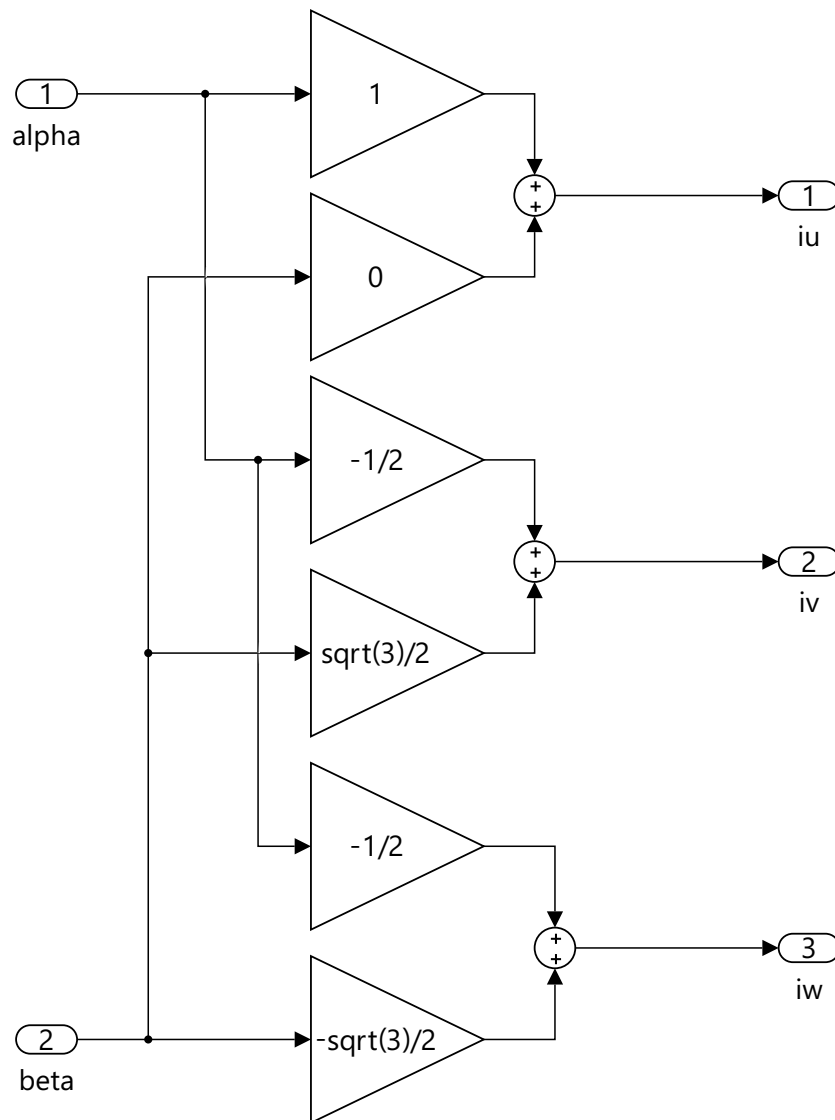 1
alpha
1
+
+
1
iu
0
-1/2
+
+
2
iv
sqrt(3)/2
-1/2
+
+
3
iw
2
beta
-sqrt(3)/2